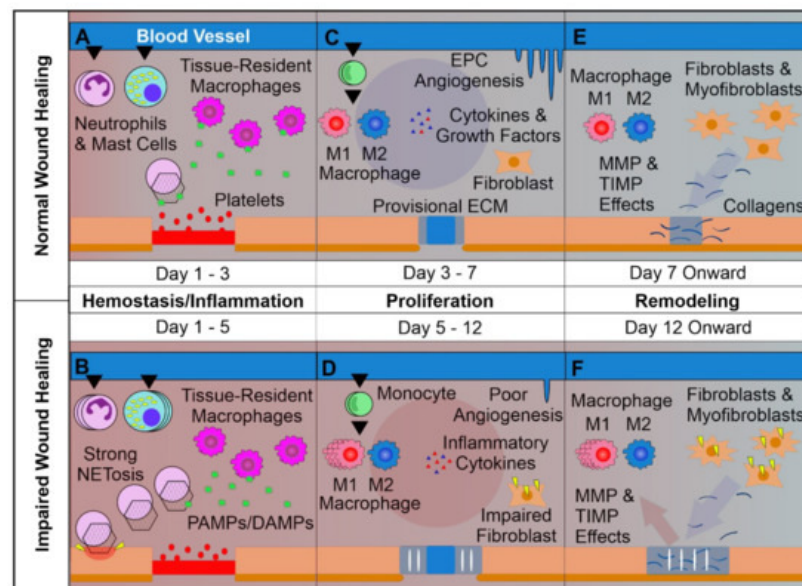 Normal Wound Healing
A
Blood Vessel
Tissue-Resident
Macrophages
Neutrophils
& Mast Cells
Platelets
C
EPC
Angiogenesis
Cytokines &
Growth Factors
M1 M2
Macrophage
Fibroblast
Provisional ECM
E
Macrophage
M1 M2
Fibroblasts &
Myofibroblasts
MMP &
TIMP
Effects
Collagens
Day 1 - 3
Day 3 - 7
Day 7 Onward
Hemostasis/Inflammation
Proliferation
Remodeling
Day 1 - 5
Day 5 - 12
Day 12 Onward
Impaired Wound Healing
B
Tissue-Resident
Macrophages
Strong
NETosis
PAMPs/DAMPs
D
Monocyte
Poor
Angiogenesis
Inflammatory
Cytokines
M1 M2
Macrophage
Impaired
Fibroblast
F
Macrophage
M1 M2
Fibroblasts &
Myofibroblasts
MMP &
TIMP
Effects